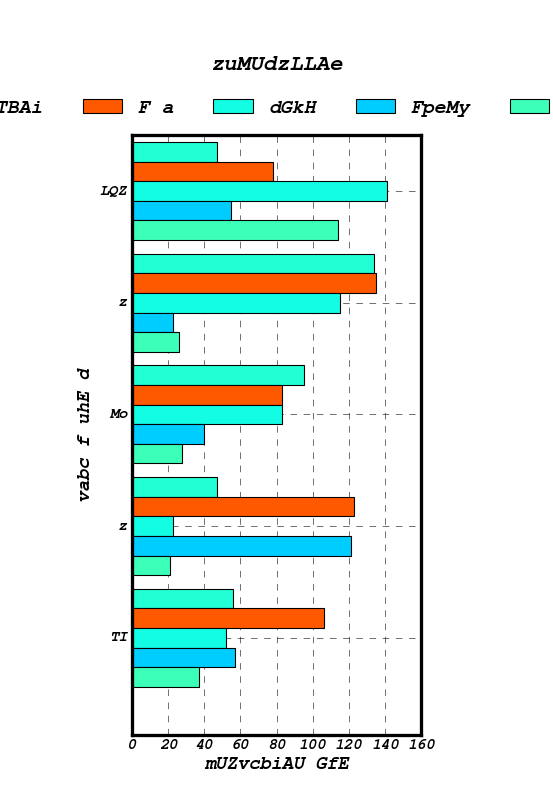 zuMUdzLLAe
TBAi F a dGkH FpeMy
LQZ
z
Mo
z
TI
vabc f uhE d
0 20 40 60 80 100 120 140 160
mUZvcbiAU GfE